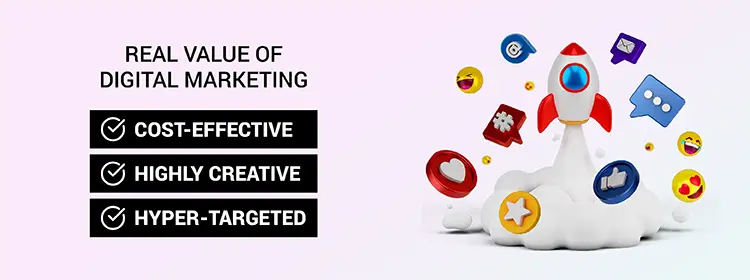 REAL VALUE OF
DIGITAL MARKETING
COST-EFFECTIVE
HIGHLY CREATIVE
HYPER-TARGETED